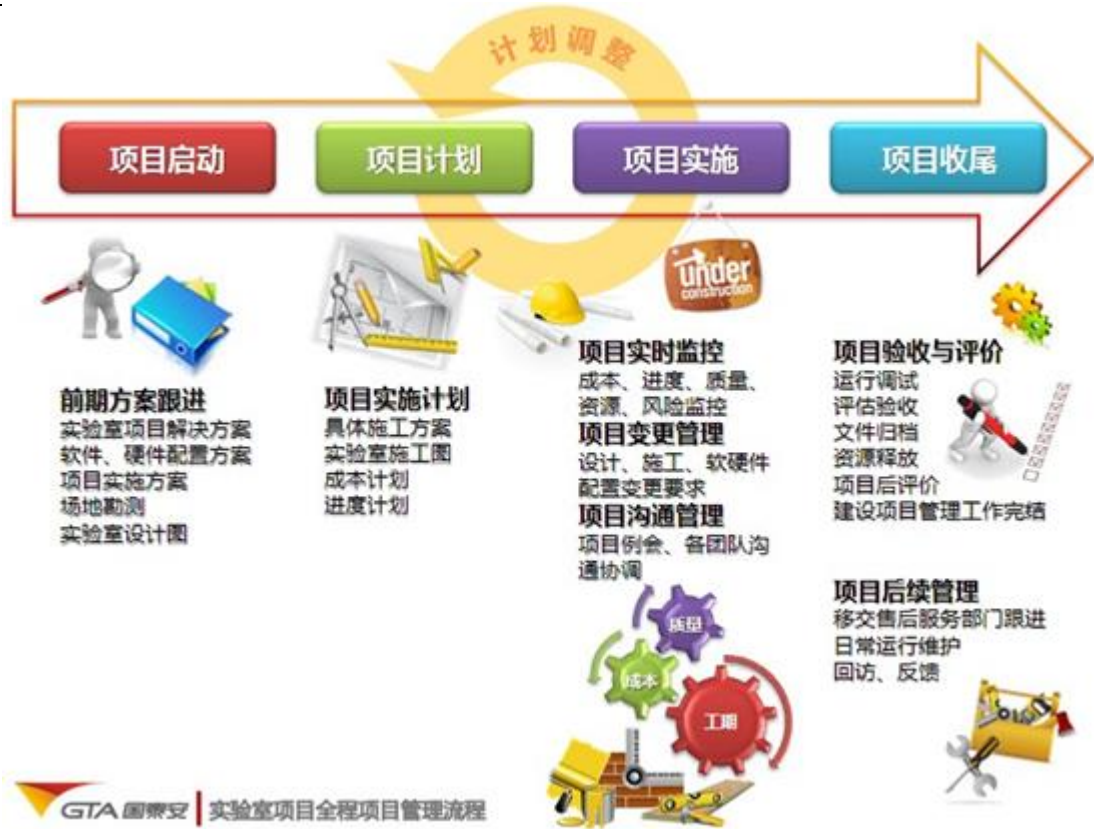 计划调整
项目启动
项目计划
项目实施
项目收尾
前期方案跟进
实验室项目解决方案
软件、硬件配置方案
项目实施方案
场地勘测
实验室设计图
项目实施计划
具体施工方案
实验室施工图
成本计划
进度计划
under
construction
项目实时监控
成本、进度、质量、
资源、风险监控
项目变更管理
设计、施工、软硬件
配置变更要求
项目沟通管理
项目例会、各团队沟
通协调
质量
成本
工期
项目验收与评价
运行调试
评估验收
文件归档
资源释放
项目后评价
建设项目管理工作完结
项目后续管理
移交售后服务部门跟进
日常运行维护
回访、反馈
GTA 国泰安
实验室项目全程项目管理流程